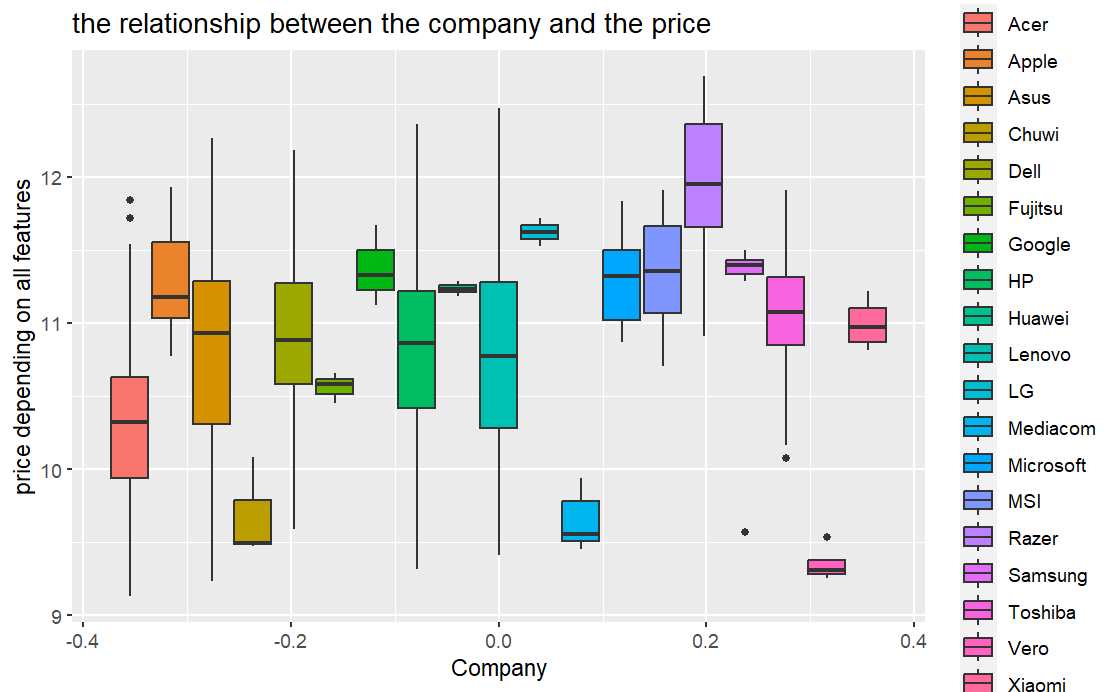 the relationship between the company and the price
price depending on all features
12
11
10
9
-0.4
-0.2
0.0
0.2
0.4
Company
Acer
Apple
Asus
Chuwi
Dell
Fujitsu
Google
HP
Huawei
Lenovo
LG
Mediacom
Microsoft
MSI
Razer
Samsung
Toshiba
Vero
Xiaomi